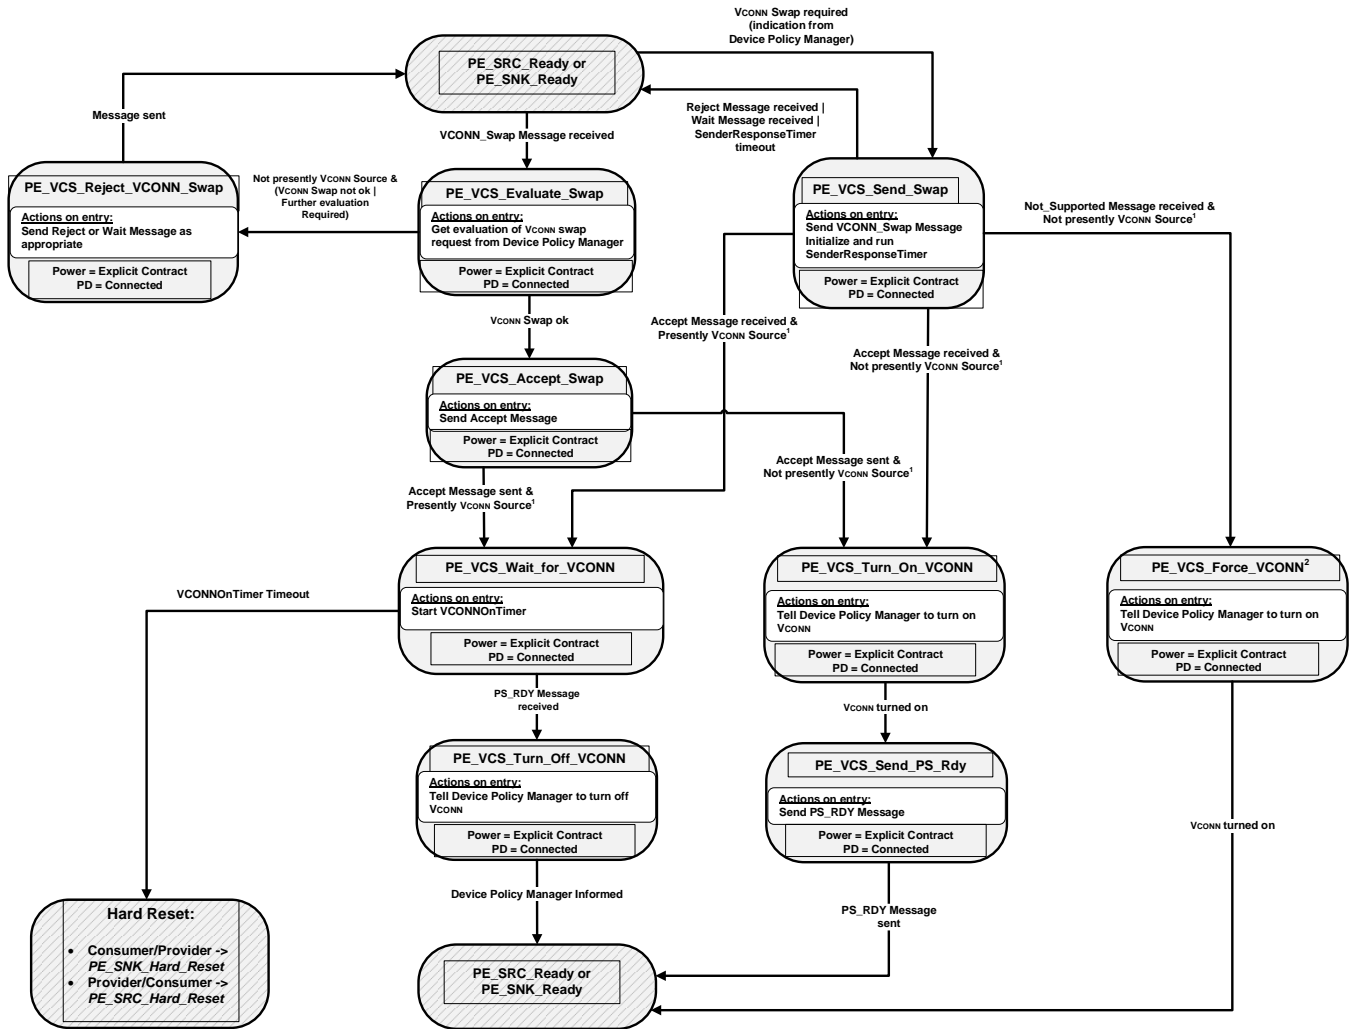 VCONN Swap required
(indication from
Device Policy Manager)
PE_SRC_Ready or
PE_SNK_Ready
Message sent
Reject Message received |
Wait Message received |
SenderResponseTimer
timeout
VCONN_Swap Message received
PE_VCS_Reject_VCONN_Swap
Actions on entry:
Send Reject or Wait Message as
appropriate
Power = Explicit Contract
PD = Connected
Not presently VCONN Source &
(VCONN Swap not ok |
Further evaluation
Required)
PE_VCS_Evaluate_Swap
Actions on entry:
Get evaluation of VCONN swap
request from Device Policy Manager
Power = Explicit Contract
PD = Connected
PE_VCS_Send_Swap
Actions on entry:
Send VCONN_Swap Message
Initialize and run
SenderResponseTimer
Power = Explicit Contract
PD = Connected
Not_Supported Message received &
Not presently VCONN Source¹
VCONN Swap ok
Accept Message received &
Presently VCONN Source¹
Accept Message received &
Not presently VCONN Source¹
PE_VCS_Accept_Swap
Actions on entry:
Send Accept Message
Power = Explicit Contract
PD = Connected
Accept Message sent &
Not presently VCONN Source¹
Accept Message sent &
Presently VCONN Source¹
PE_VCS_Wait_for_VCONN
Actions on entry:
Start VCONNOnTimer
Power = Explicit Contract
PD = Connected
PE_VCS_Turn_On_VCONN
Actions on entry:
Tell Device Policy Manager to turn on
VCONN
Power = Explicit Contract
PD = Connected
PE_VCS_Force_VCONN²
Actions on entry:
Tell Device Policy Manager to turn on
VCONN
Power = Explicit Contract
PD = Connected
VCONNOnTimer Timeout
PS_RDY Message
received
VCONN turned on
PE_VCS_Turn_Off_VCONN
Actions on entry:
Tell Device Policy Manager to turn off
VCONN
Power = Explicit Contract
PD = Connected
PE_VCS_Send_PS_Rdy
Actions on entry:
Send PS_RDY Message
Power = Explicit Contract
PD = Connected
VCONN turned on
Device Policy Manager Informed
PS_RDY Message
sent
Hard Reset:
• Consumer/Provider ->
PE_SNK_Hard_Reset
• Provider/Consumer ->
PE_SRC_Hard_Reset
PE_SRC_Ready or
PE_SNK_Ready